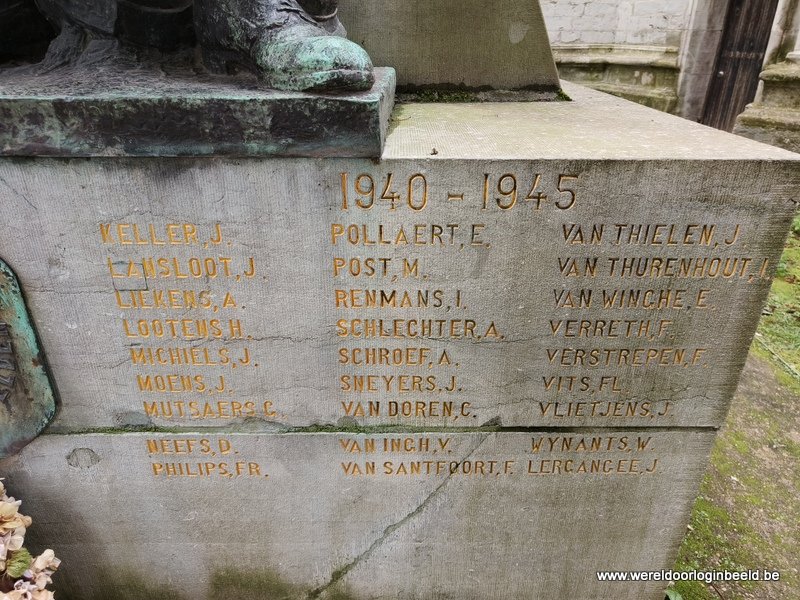 1940 - 1945
KELLER, J.
LANSLOOT, J.
LIEKENS, A.
LOOTENS, H.
MICHIELS, J.
MOENS, J.
MUTSAERS, G.
NEEFS, D.
PHILIPS, FR.
POLLAERT, E.
POST, M.
RENMANS, I.
SCHLECHTER, A.
SCHROEF, A.
SNEYERS, J.
VAN DOREN, C.
VAN INGH, V.
VAN SANTFOORT, F.
VAN THIELEN, J.
VAN THURENHOUT, I.
VAN WINGHE, E.
VERRETH, F.
VERSTREPEN, F.
VITS, FL.
VLIETJENS, J.
WYNANTS, W.
LERGANGEE, J.
www.wereldoorloginbeeld.be